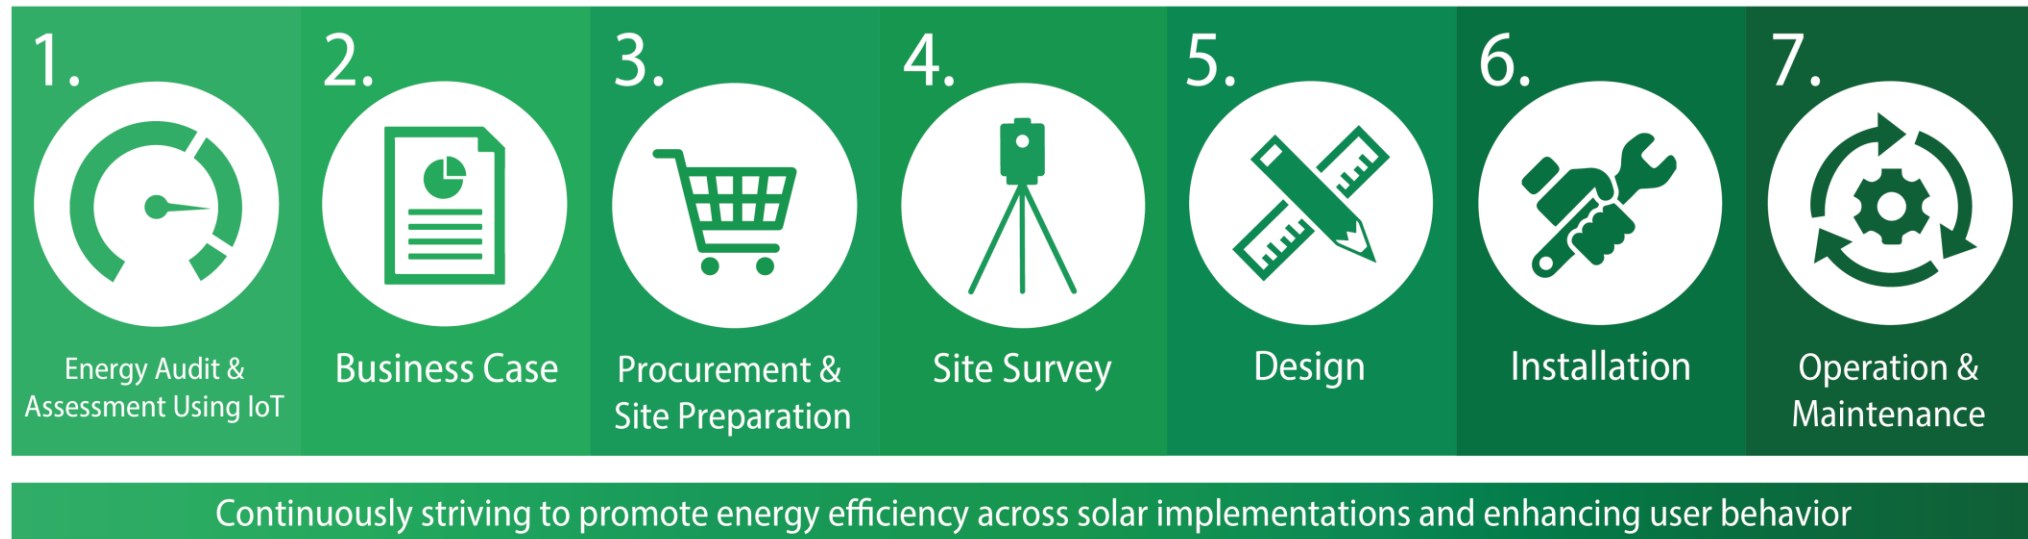 1.
Energy Audit &
Assessment Using IoT
2.
Business Case
3.
Procurement &
Site Preparation
4.
Site Survey
5.
Design
6.
Installation
7.
Operation &
Maintenance
Continuously striving to promote energy efficiency across solar implementations and enhancing user behavior